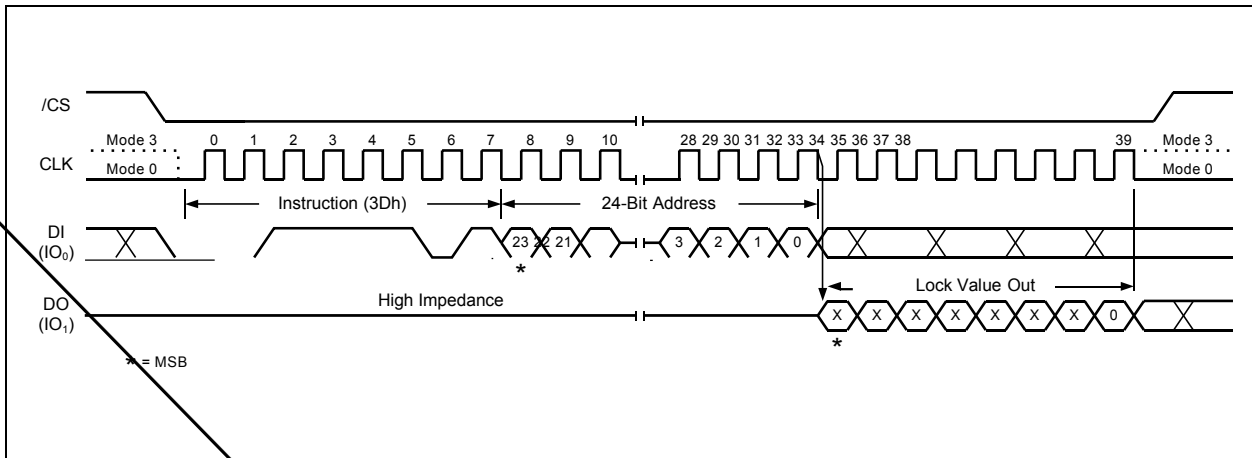 /CS
Mode 3 0 1 2 3 4 5 6 7 8 9 10 28 29 30 31 32 33 34 35 36 37 38 39 Mode 3
CLK
Mode 0 Mode 0
Instruction (3Dh) 24-Bit Address
DI
(IO₀)
23 22 21 3 2 1 0
*
Lock Value Out
High Impedance
DO
(IO₁)
X X X X X X X 0
*
* = MSB